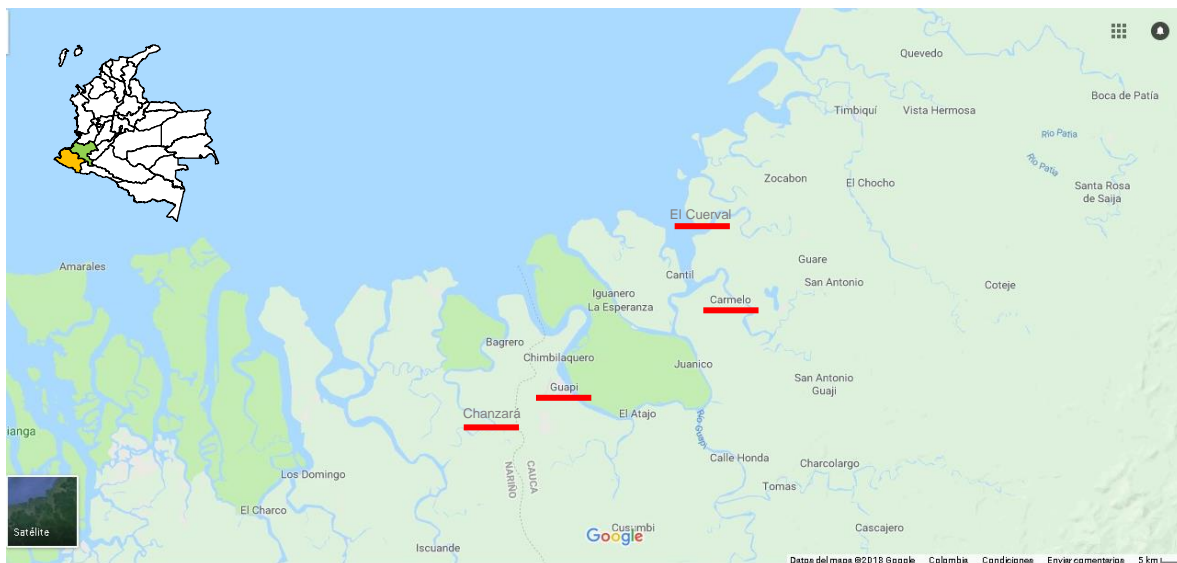 Quevedo
Boca de Patía
Timbiquí
Vista Hermosa
Río Patía
Río Patía
Zocabon
El Chocho
Santa Rosa
de Saija
El Cuerval
Guare
Amarales
Cantil
San Antonio
Coteje
Iguanero
La Esperanza
Carmelo
Bagrero
Chimbilaquero
Juanico
Guapi
San Antonio
Guaji
Chanzará
El Atajo
Río Guapi
ianga
CAUCA
NARIÑO
Calle Honda
Charcolargo
Los Domingo
Tomas
El Charco
Satélite
Cusumbi
Google
Cascajero
Iscuande
Datos del mapa ©2018 Google Colombia Condiciones Enviar comentarios 5 km